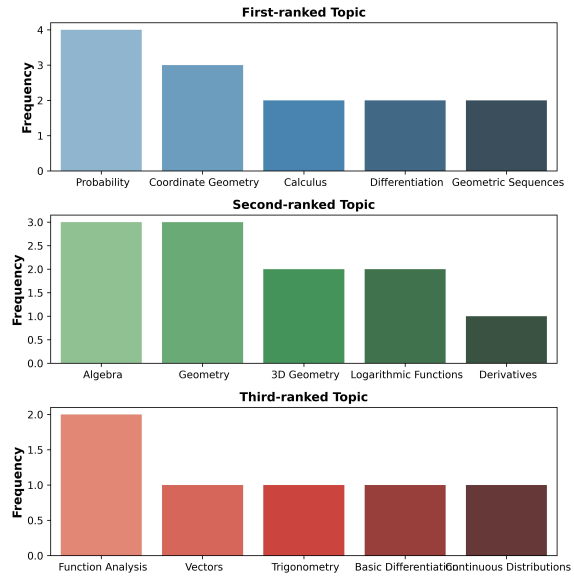 First-ranked Topic
Frequency
4
3
2
1
0
Probability Coordinate Geometry Calculus Differentiation Geometric Sequences
Second-ranked Topic
Frequency
3.0
2.5
2.0
1.5
1.0
0.5
0.0
Algebra Geometry 3D Geometry Logarithmic Functions Derivatives
Third-ranked Topic
Frequency
2.0
1.5
1.0
0.5
0.0
Function Analysis Vectors Trigonometry Basic Differentiation Continuous Distributions